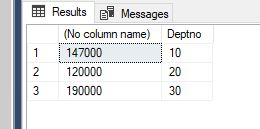 Results Messages
(No column name) Deptno
1 147000 10
2 120000 20
3 190000 30